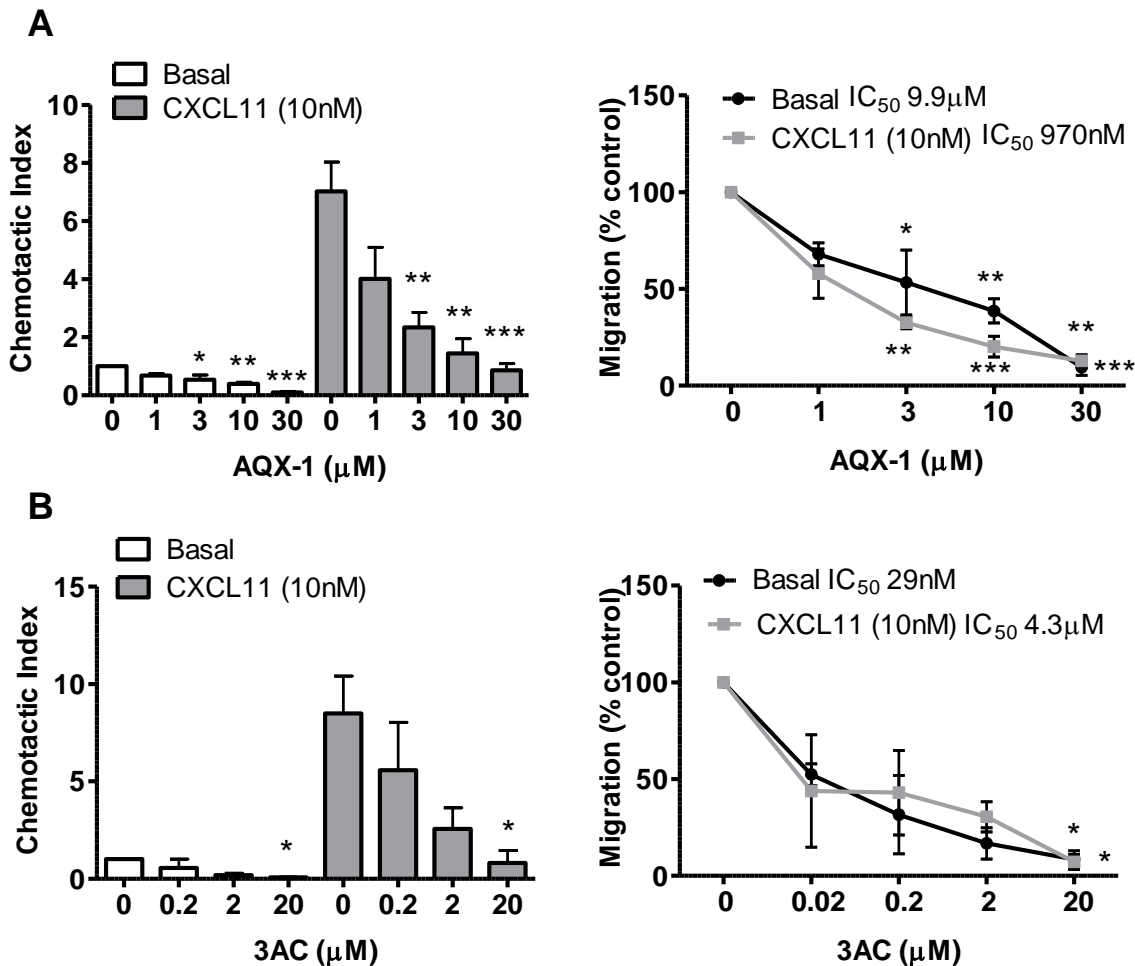 A
Basal
CXCL11 (10nM)
Chemotactic Index
10
8
6
4
2
0
* ** *** ** ** ***
0 1 3 10 30 0 1 3 10 30
AQX-1 (μM)
Basal IC50 9.9μM
CXCL11 (10nM) IC50 970nM
Migration (% control)
150
100
50
0
* ** **
** *** ***
0 1 3 10 30
AQX-1 (μM)
B
Basal
CXCL11 (10nM)
Chemotactic Index
15
10
5
0
* *
0 0.2 2 20 0 0.2 2 20
3AC (μM)
Basal IC50 29nM
CXCL11 (10nM) IC50 4.3μM
Migration (% control)
150
100
50
0
*
*
0 0.02 0.2 2 20
3AC (μM)